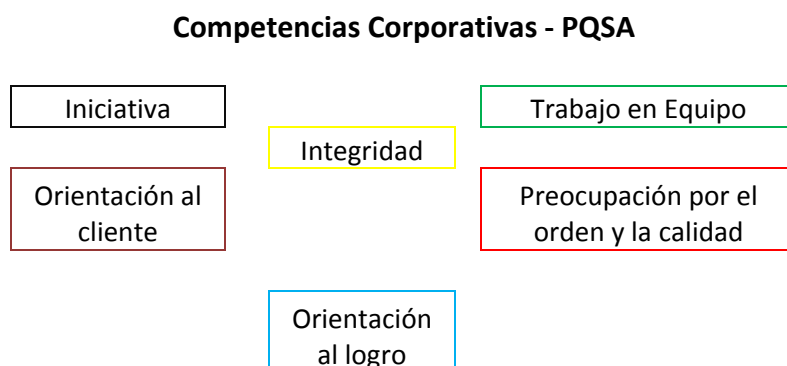 Competencias Corporativas - PQSA
Iniciativa
Trabajo en Equipo
Integridad
Orientación al
cliente
Preocupación por el
orden y la calidad
Orientación
al logro